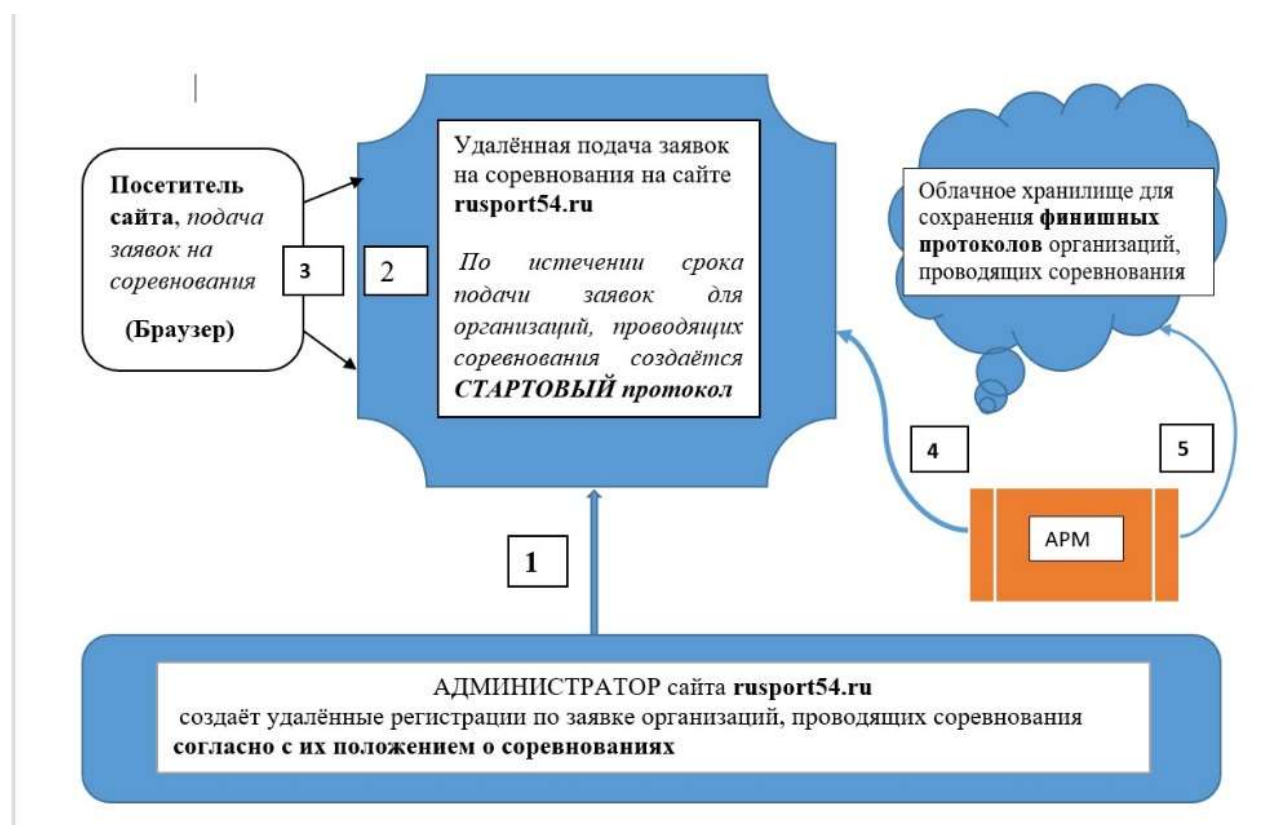 Посетитель
сайта, подача
заявок на
соревнования
(Браузер)
3
2
Удалённая подача заявок
на соревнования на сайте
rusport54.ru
По истечении срока
подачи заявок для
организаций, проводящих
соревнования создаётся
СТАРТОВЫЙ протокол
Облачное хранилище для
сохранения финишных
протоколов организаций,
проводящих соревнования
4
5
АРМ
1
АДМИНИСТРАТОР сайта rusport54.ru
создаёт удалённые регистрации по заявке организаций, проводящих соревнования
согласно с их положением о соревнованиях